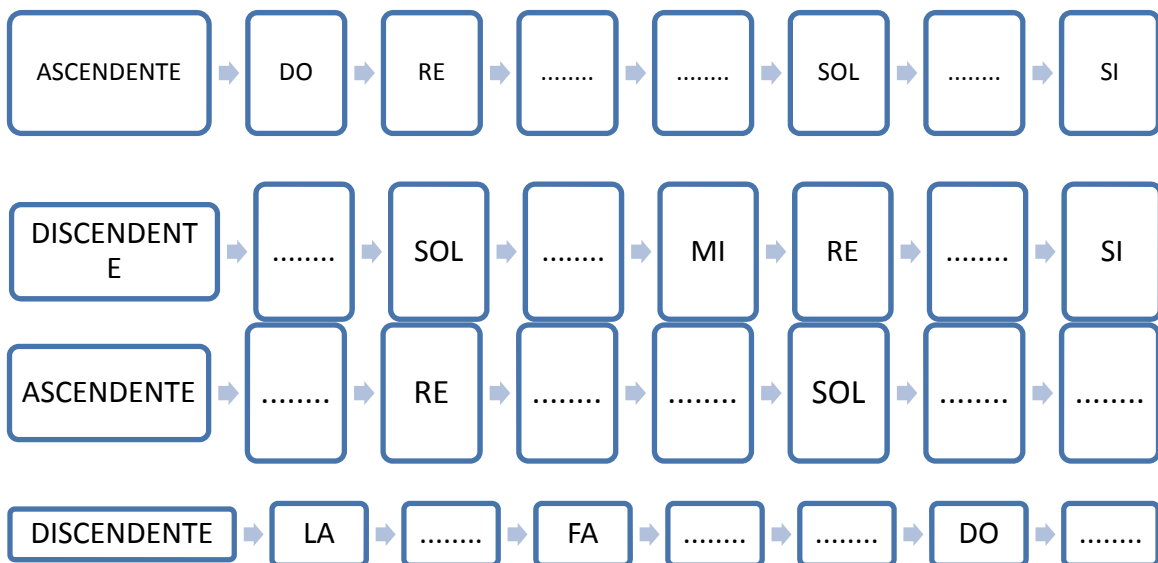 ASCENDENTE DO RE ........ ........ SOL ........ SI
DISCENDENT
E ........ SOL ........ MI RE ........ SI
ASCENDENTE ........ RE ........ ........ SOL ........ ........
DISCENDENTE LA ........ FA ........ ........ DO ........